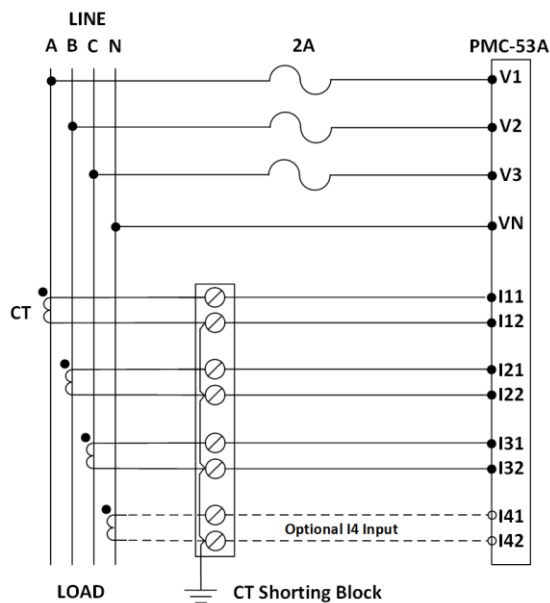 LINE
A B C N 2A PMC-53A
V1
V2
V3
VN
CT
I11
I12
I21
I22
I31
I32
I41
Optional I4 Input
I42
LOAD CT Shorting Block